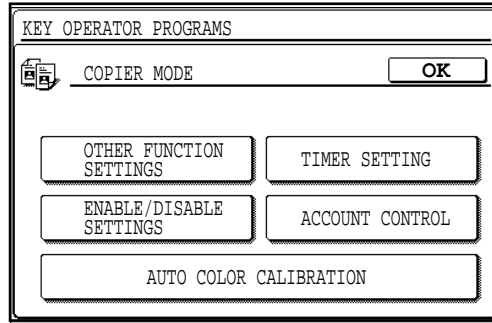 KEY OPERATOR PROGRAMS
COPIER MODE
OK
OTHER FUNCTION
SETTINGS
TIMER SETTING
ENABLE/DISABLE
SETTINGS
ACCOUNT CONTROL
AUTO COLOR CALIBRATION